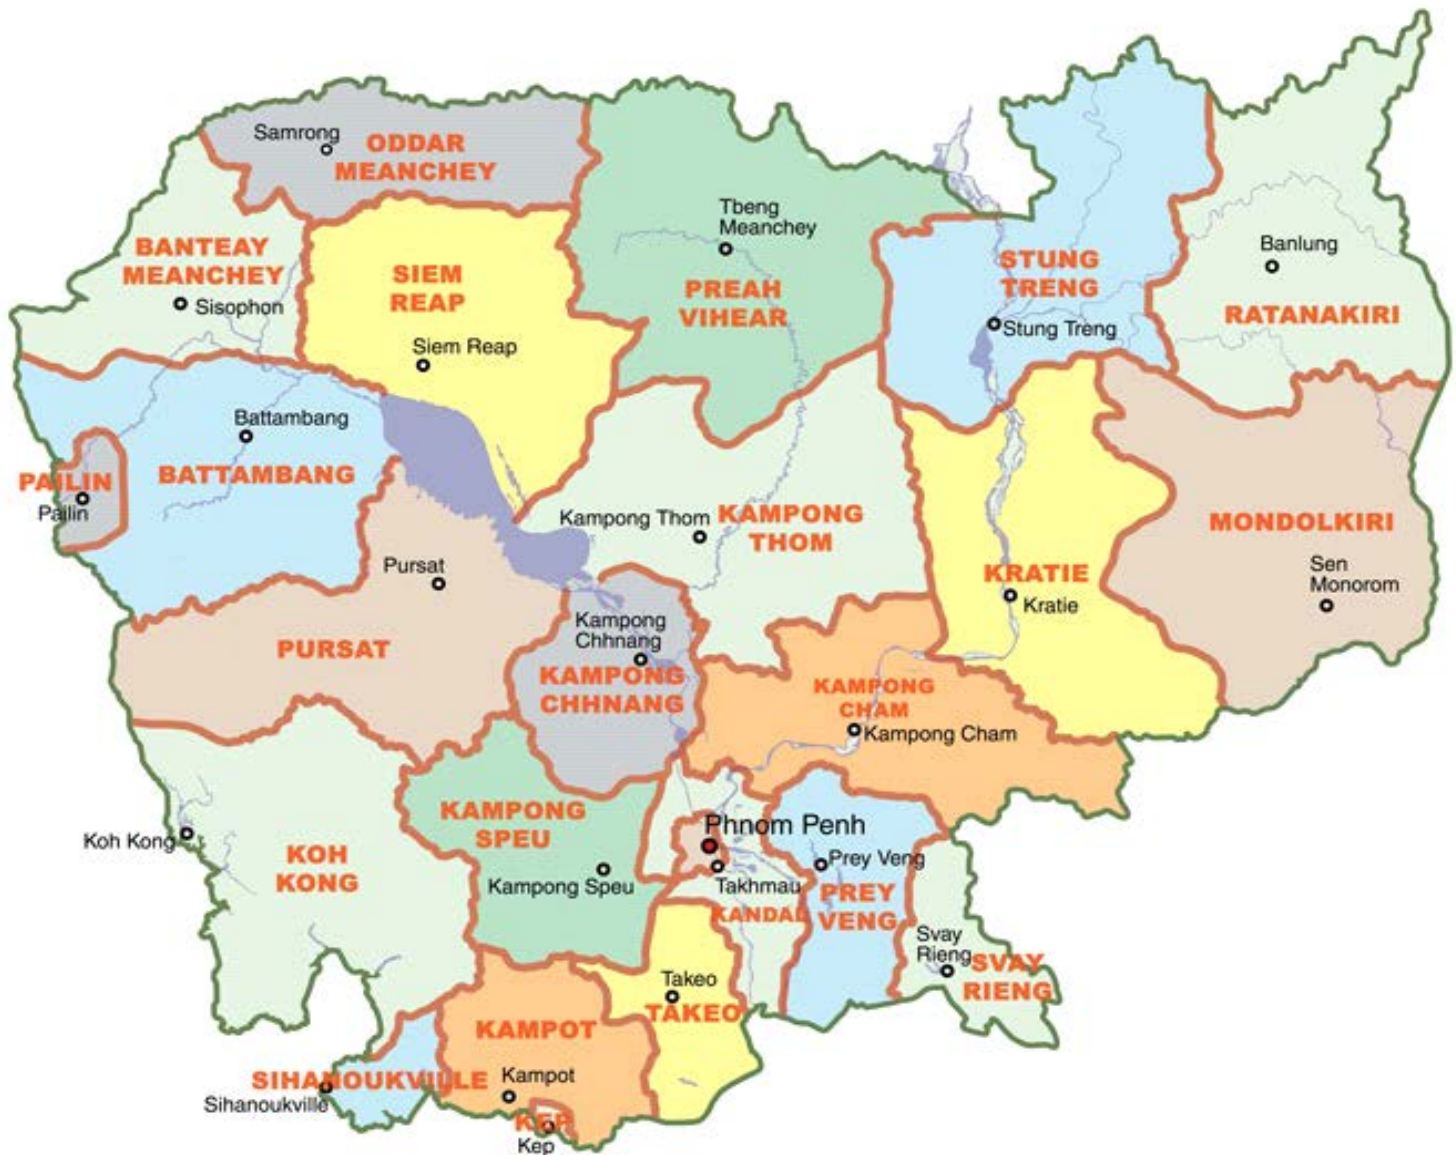 Samrong
ODDAR
MEANCHEY
Tbeng
Meanchey
BANTEAY
MEANCHEY
Sisophon
SIEM
REAP
Siem Reap
PREAH
VIHEAR
STUNG
TRENG
Stung Treng
Banlung
RATANAKIRI
Battambang
BATTAMBANG
PAILIN
Pailin
Kampong Thom
KAMPONG
THOM
MONDOLKIRI
Sen
Monorom
KRATIE
Kratie
Pursat
PURSAT
Kampong
Chhnang
KAMPONG
CHHNANG
KAMPONG
CHAM
Kampong Cham
KAMPONG
SPEU
Kampong Speu
Koh Kong
KOH
KONG
Phnom Penh
Takhmau
KANDAL
Prey Veng
PREY
VENG
Svay
Rieng
SVAY
RIENG
Takeo
TAKEO
KAMPOT
Kampot
SIHANOUKVILLE
Sihanoukville
KEP
Kep